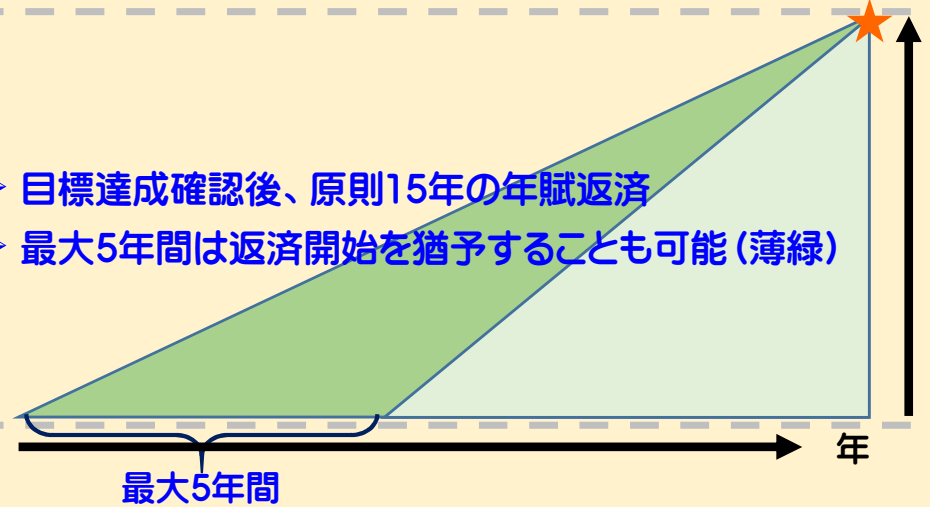 目標達成確認後、原則15年の年賦返済
最大5年間は返済開始を猶予することも可能（薄緑）
年
最大5年間